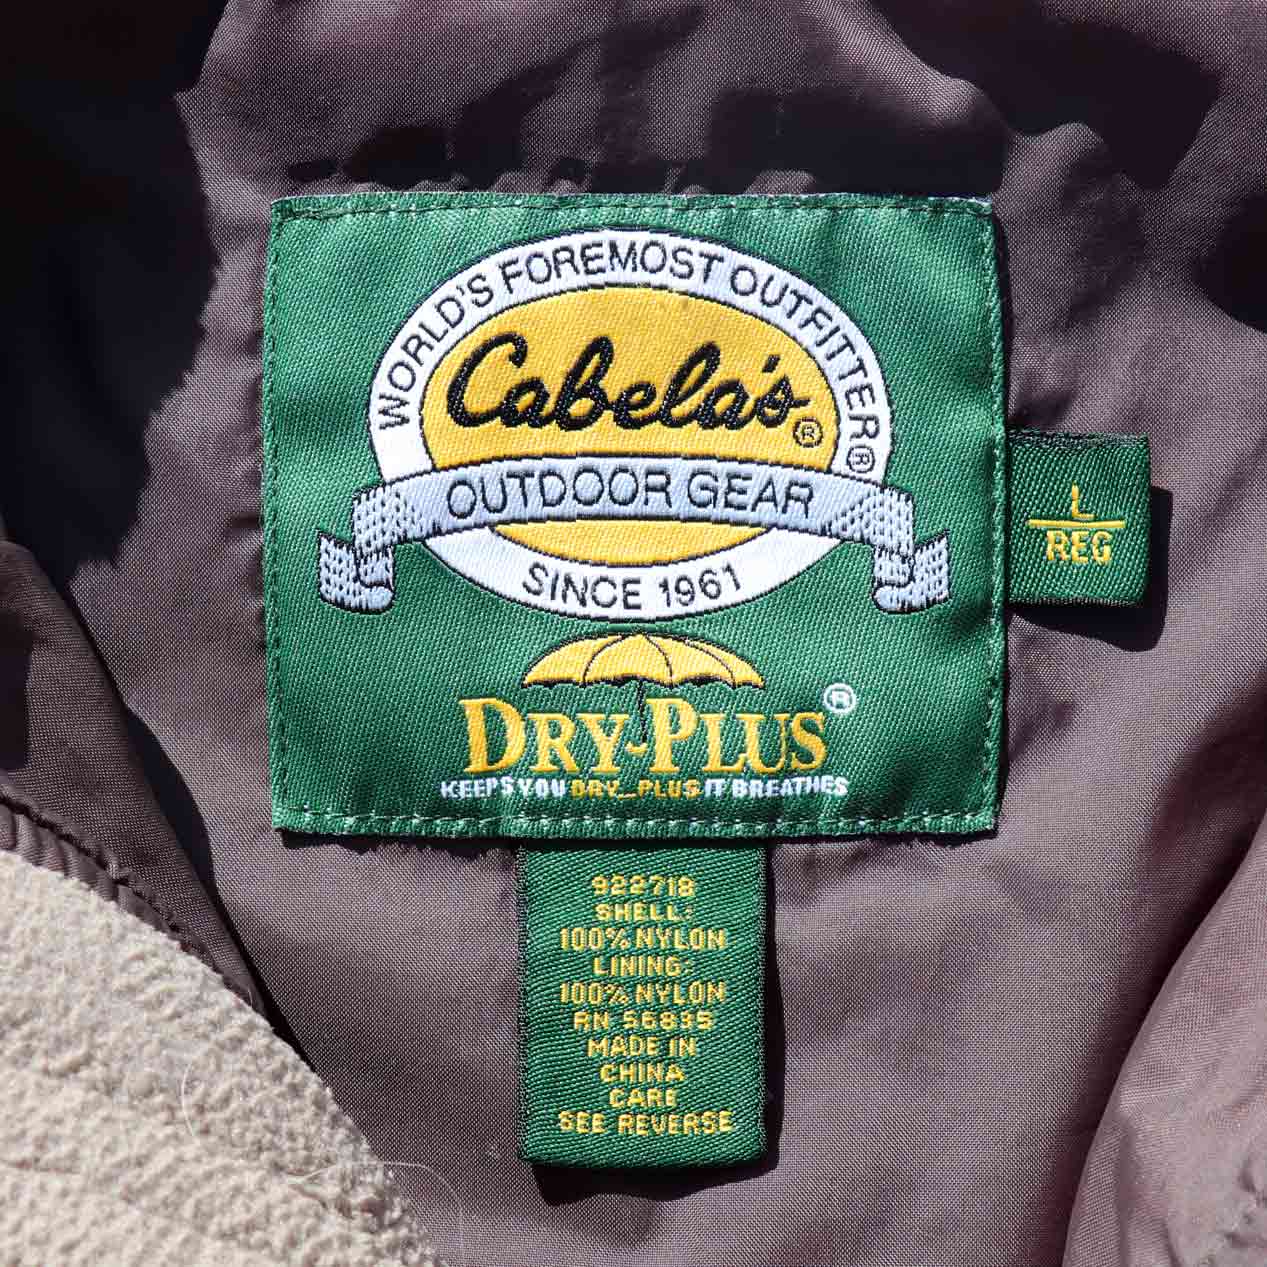 WORLD'S FOREMOST OUTFITTER®
Cabela's®
OUTDOOR GEAR
SINCE 1961
DRY-PLUS®
KEEPS YOU DRY_PLUS IT BREATHES
L
REG
922718
SHELL:
100% NYLON
LINING:
100% NYLON
RN 56835
MADE IN
CHINA
CARE
SEE REVERSE